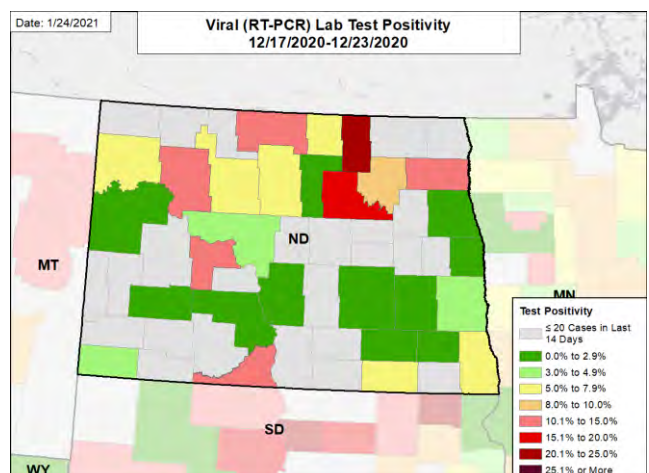 Date: 1/24/2021
Viral (RT-PCR) Lab Test Positivity
12/17/2020-12/23/2020
ND
MT
MN
SD
WY
Test Positivity
≤ 20 Cases in Last
14 Days
0.0% to 2.9%
3.0% to 4.9%
5.0% to 7.9%
8.0% to 10.0%
10.1% to 15.0%
15.1% to 20.0%
20.1% to 25.0%
25.1% or More